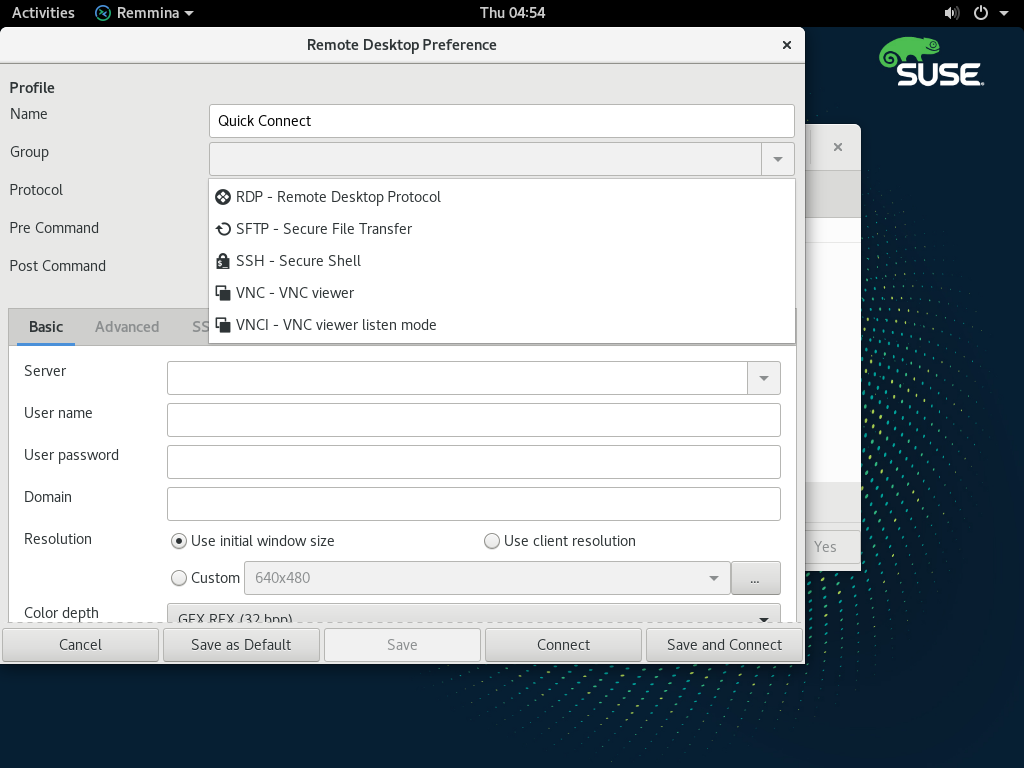 Activities Remmina Thu 04:54
Remote Desktop Preference
SUSE
Profile
Name Quick Connect
Group
Protocol
RDP - Remote Desktop Protocol
SFTP - Secure File Transfer
Pre Command
SSH - Secure Shell
Post Command
VNC - VNC viewer
VNCI - VNC viewer listen mode
Basic Advanced SS
Server
User name
User password
Domain
Resolution Use initial window size Use client resolution
Custom 640x480 ...
Yes
Color depth GFX RFX (32 bpp)
Cancel Save as Default Save Connect Save and Connect